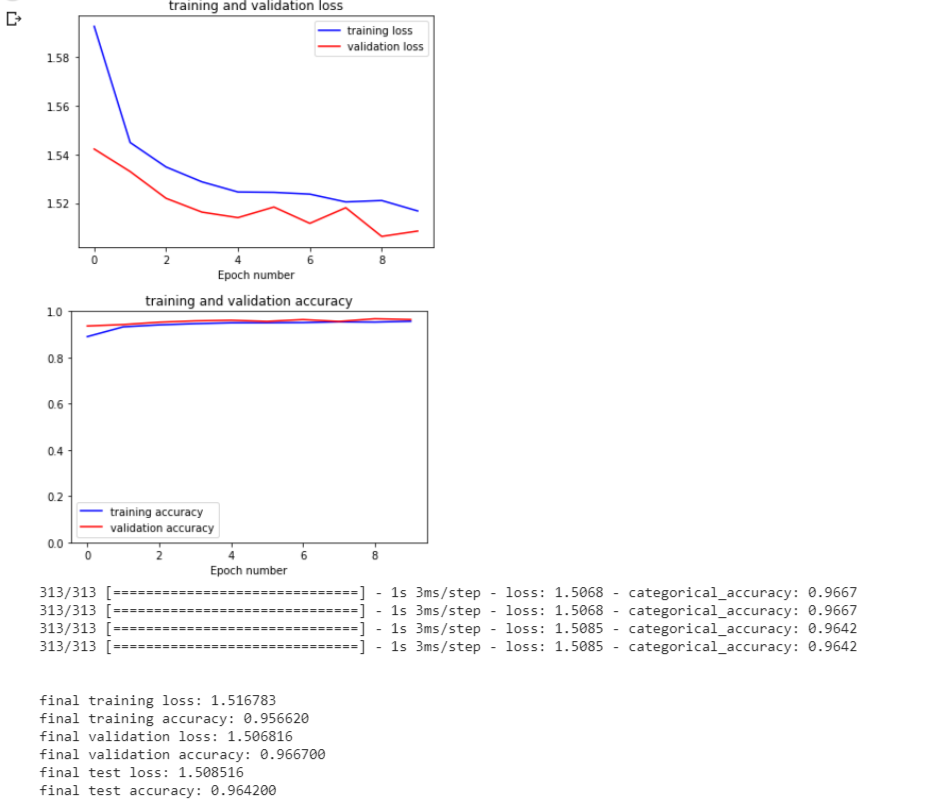 training and validation loss
training loss
validation loss
1.58
1.56
1.54
1.52
0 2 4 6 8
Epoch number
training and validation accuracy
1.0
0.8
0.6
0.4
0.2
0.0
training accuracy
validation accuracy
0 2 4 6 8
Epoch number
313/313 [==============================] - 1s 3ms/step - loss: 1.5068 - categorical_accuracy: 0.9667
313/313 [==============================] - 1s 3ms/step - loss: 1.5068 - categorical_accuracy: 0.9667
313/313 [==============================] - 1s 3ms/step - loss: 1.5085 - categorical_accuracy: 0.9642
313/313 [==============================] - 1s 3ms/step - loss: 1.5085 - categorical_accuracy: 0.9642
final training loss: 1.516783
final training accuracy: 0.956620
final validation loss: 1.506816
final validation accuracy: 0.966700
final test loss: 1.508516
final test accuracy: 0.964200